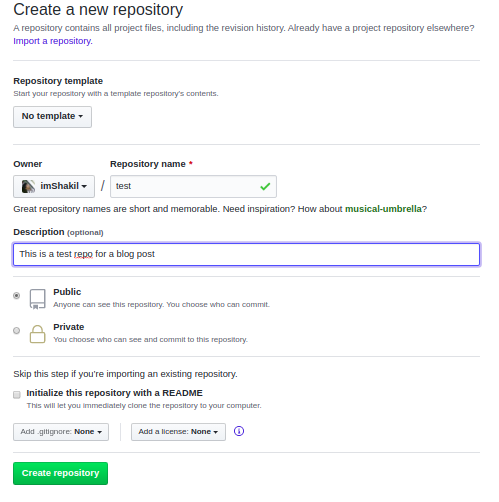 Create a new repository
A repository contains all project files, including the revision history. Already have a project repository elsewhere?
Import a repository.
Repository template
Start your repository with a template repository's contents.
No template
Owner
Repository name *
imShakil
/
test
Great repository names are short and memorable. Need inspiration? How about musical-umbrella?
Description (optional)
This is a test repo for a blog post
Public
Anyone can see this repository. You choose who can commit.
Private
You choose who can see and commit to this repository.
Skip this step if you're importing an existing repository.
Initialize this repository with a README
This will let you immediately clone the repository to your computer.
Add .gitignore: None
Add a license: None
Create repository